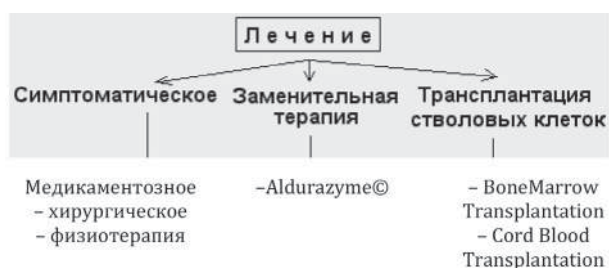 Лечение
Симптоматическое
Заменительная
терапия
Трансплантация
стволовых клеток
Медикаментозное
– хирургическое
– физиотерапия
–Aldurazyme©
– BoneMarrow
Transplantation
– Cord Blood
Transplantation